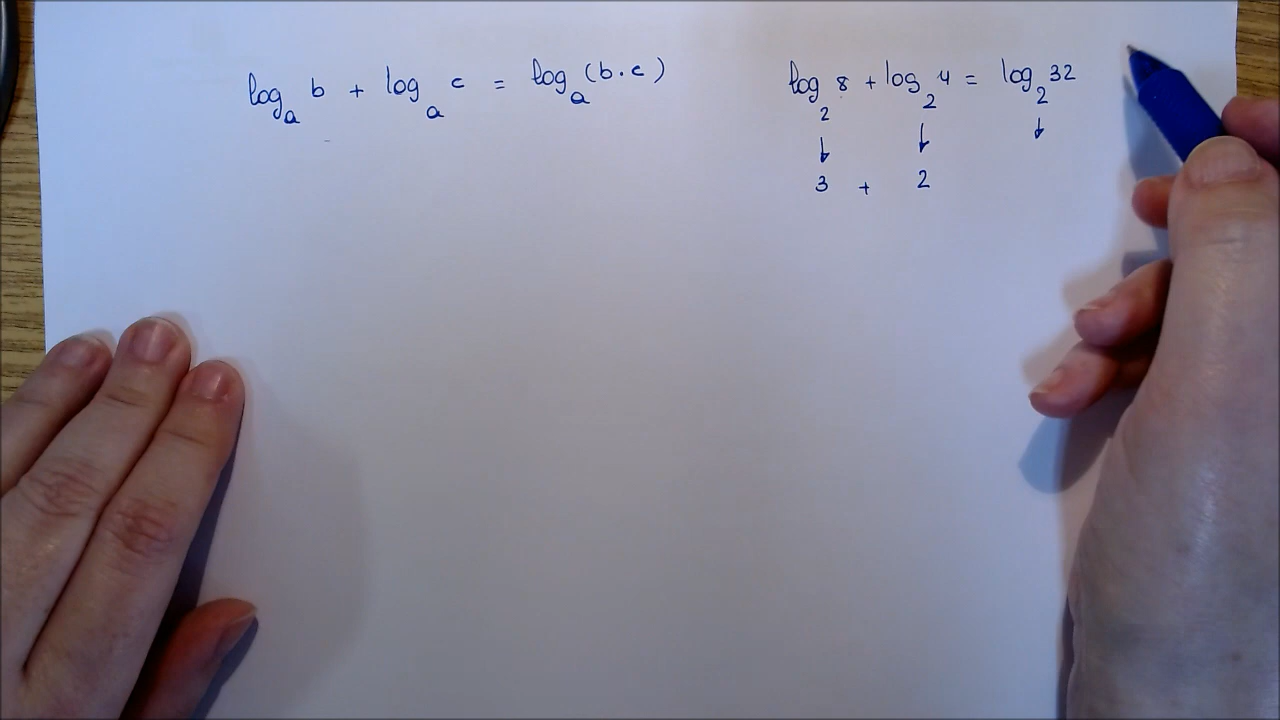 log_a b + log_a c = log_a (b·c)
log_2 8 + log_2 4 = log_2 32
↓ ↓ ↓
3 + 2